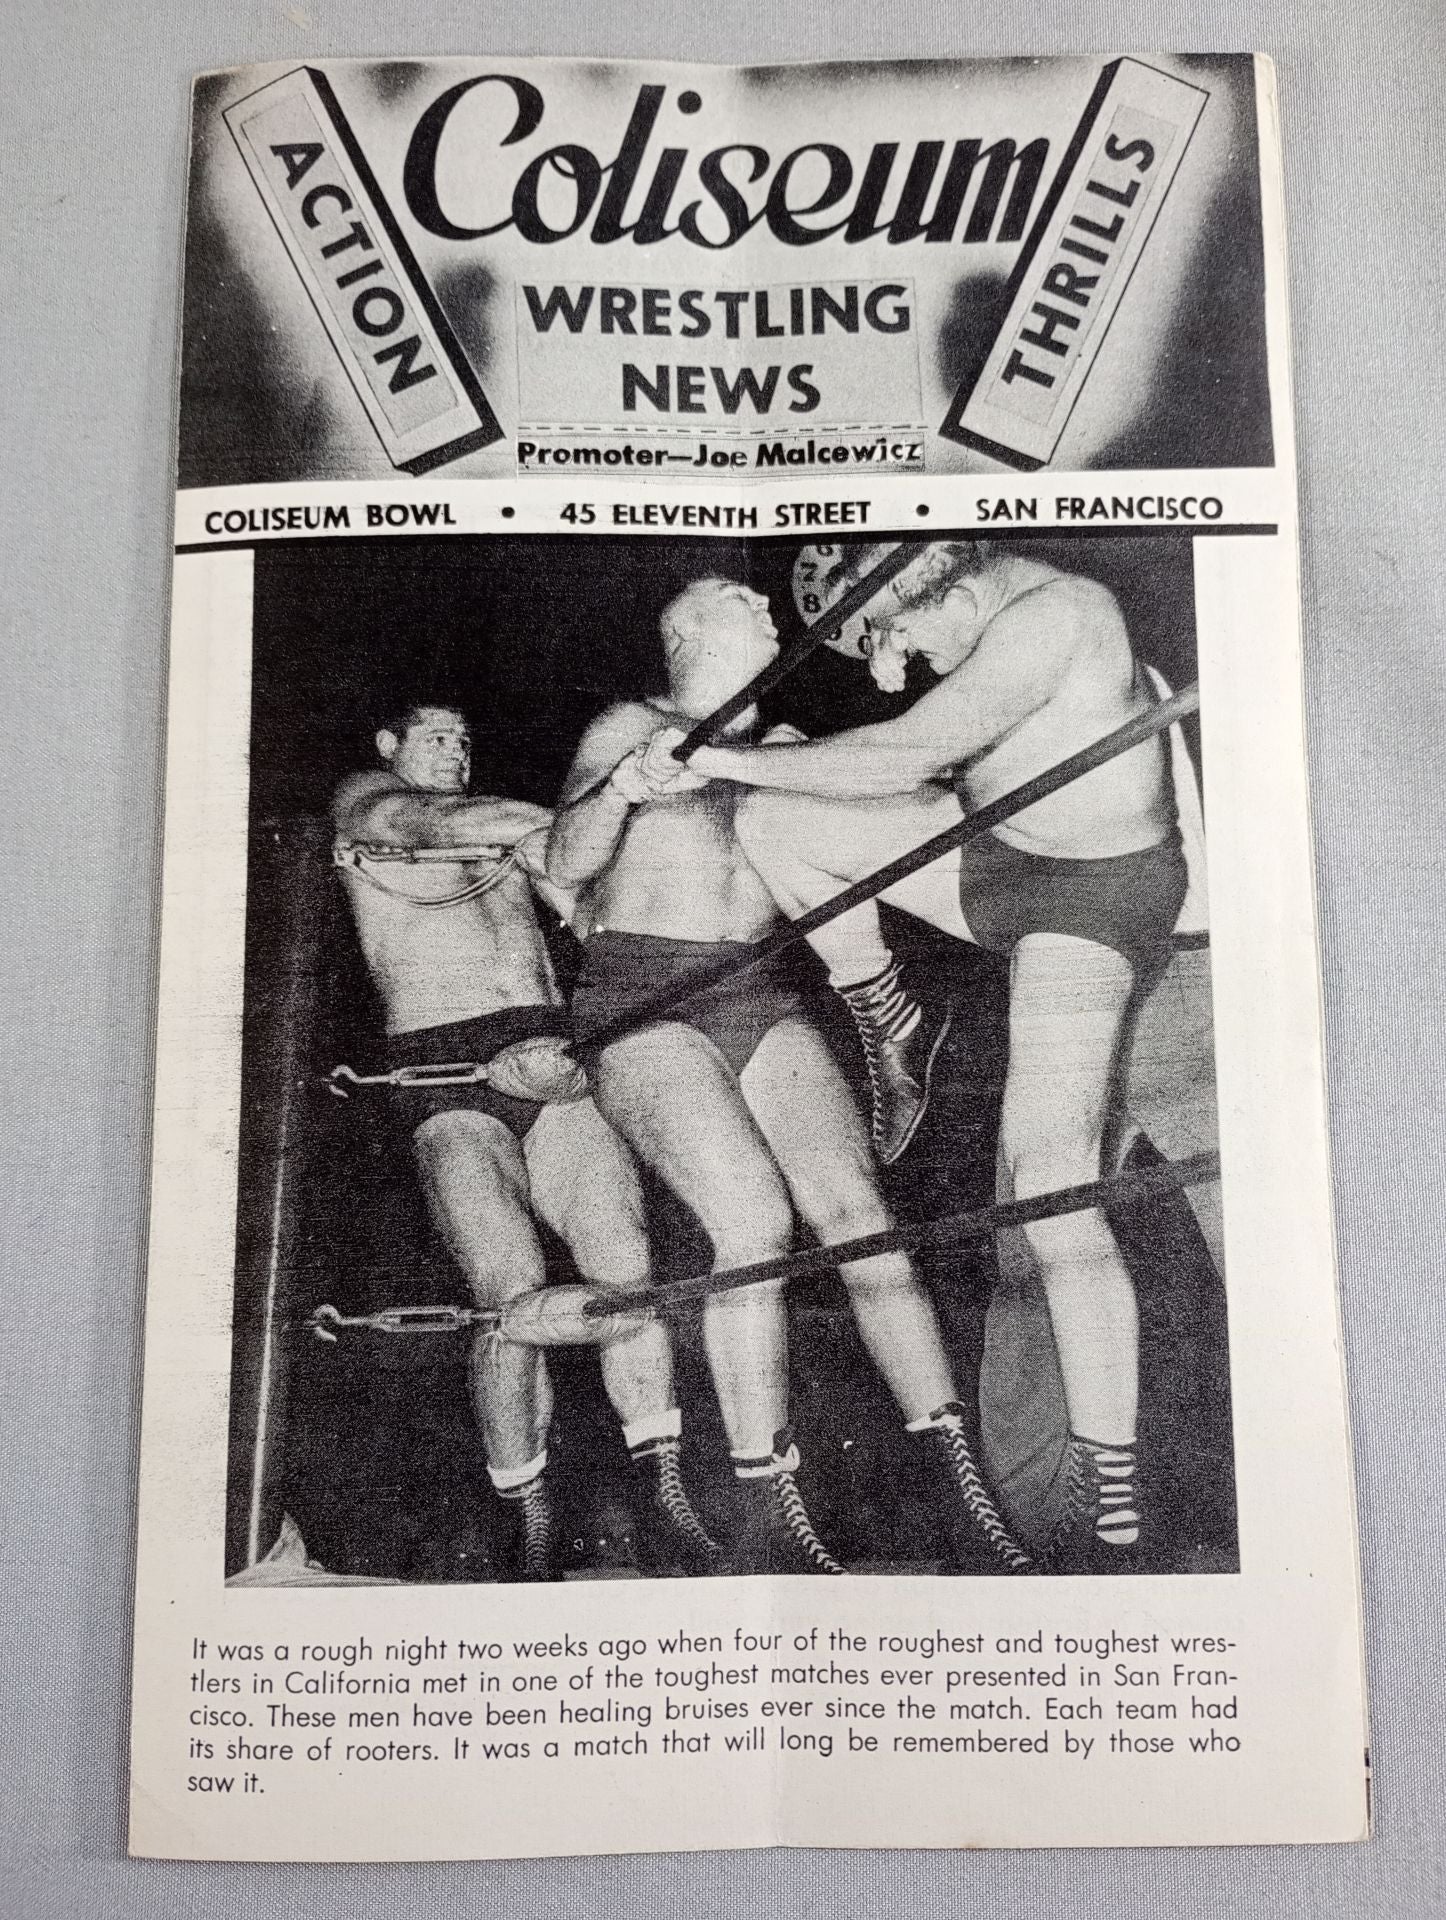 ACTION
Coliseum
THRILLS
WRESTLING
NEWS
Promoter—Joe Malcewicz
COLISEUM BOWL • 45 ELEVENTH STREET • SAN FRANCISCO
It was a rough night two weeks ago when four of the roughest and toughest wres-
tlers in California met in one of the toughest matches ever presented in San Fran-
cisco. These men have been healing bruises ever since the match. Each team had
its share of rooters. It was a match that will long be remembered by those who
saw it.